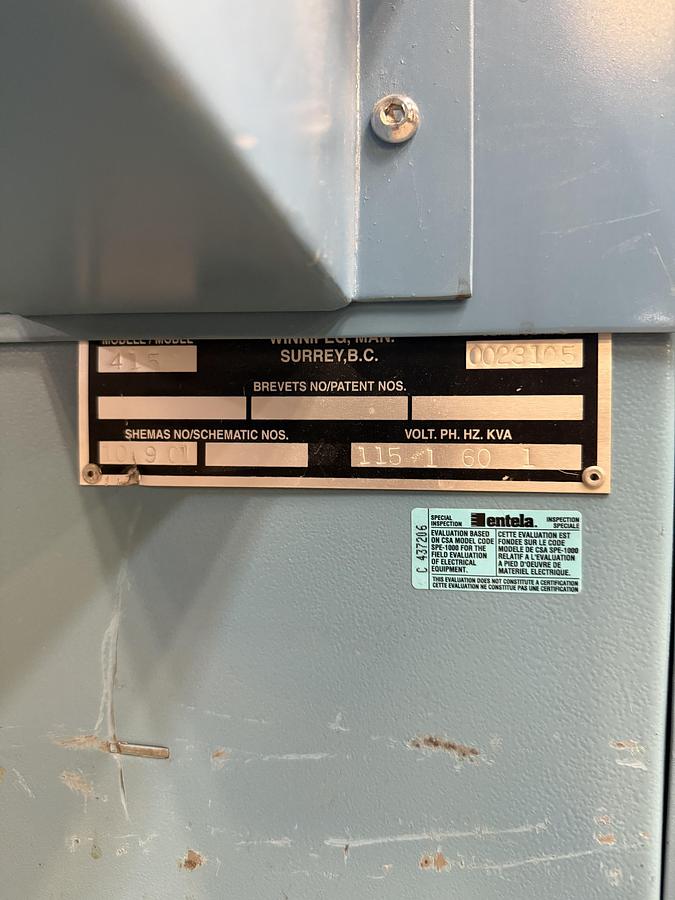 MODELE / MODEL
WINNIPEG, MAN.
415
SURREY, B.C.
0023105
BREVETS NO/PATENT NOS.
SHEMAS NO/SCHEMATIC NOS.
VOLT. PH. HZ. KVA
115 1 60 1
C 437206
SPECIAL INSPECTION
entela.
INSPECTION SPECIALE
EVALUATION BASED
ON CSA MODEL CODE
SPE-1000 FOR THE
FIELD EVALUATION
OF ELECTRICAL
EQUIPMENT.
CETTE EVALUATION EST
FONDEE SUR LE CODE
MODELE DE CSA SPE-1000
RELATIF A L'EVALUATION
A PIED D'OEUVRE DE
MATERIEL ELECTRIQUE.
THIS EVALUATION DOES NOT CONSTITUTE A CERTIFICATION
CETTE EVALUATION NE CONSTITUE PAS UNE CERTIFICATION